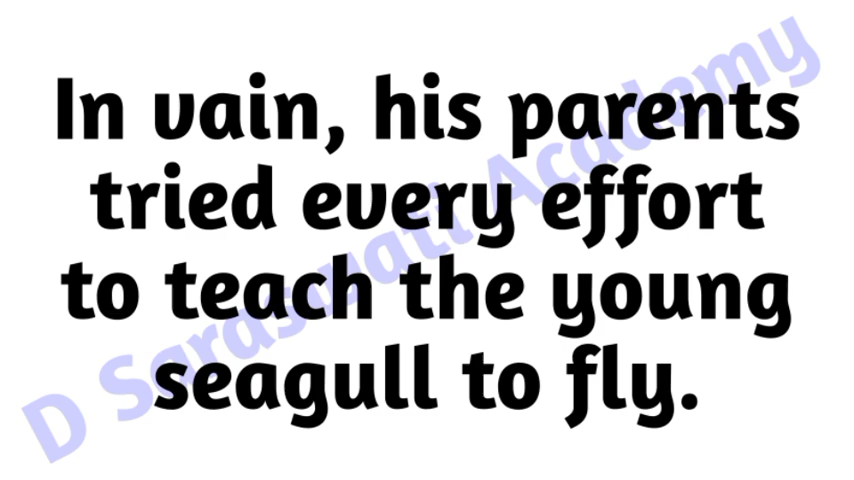 In vain, his parents
tried every effort
to teach the young
seagull to fly.
D Saraswati Academy